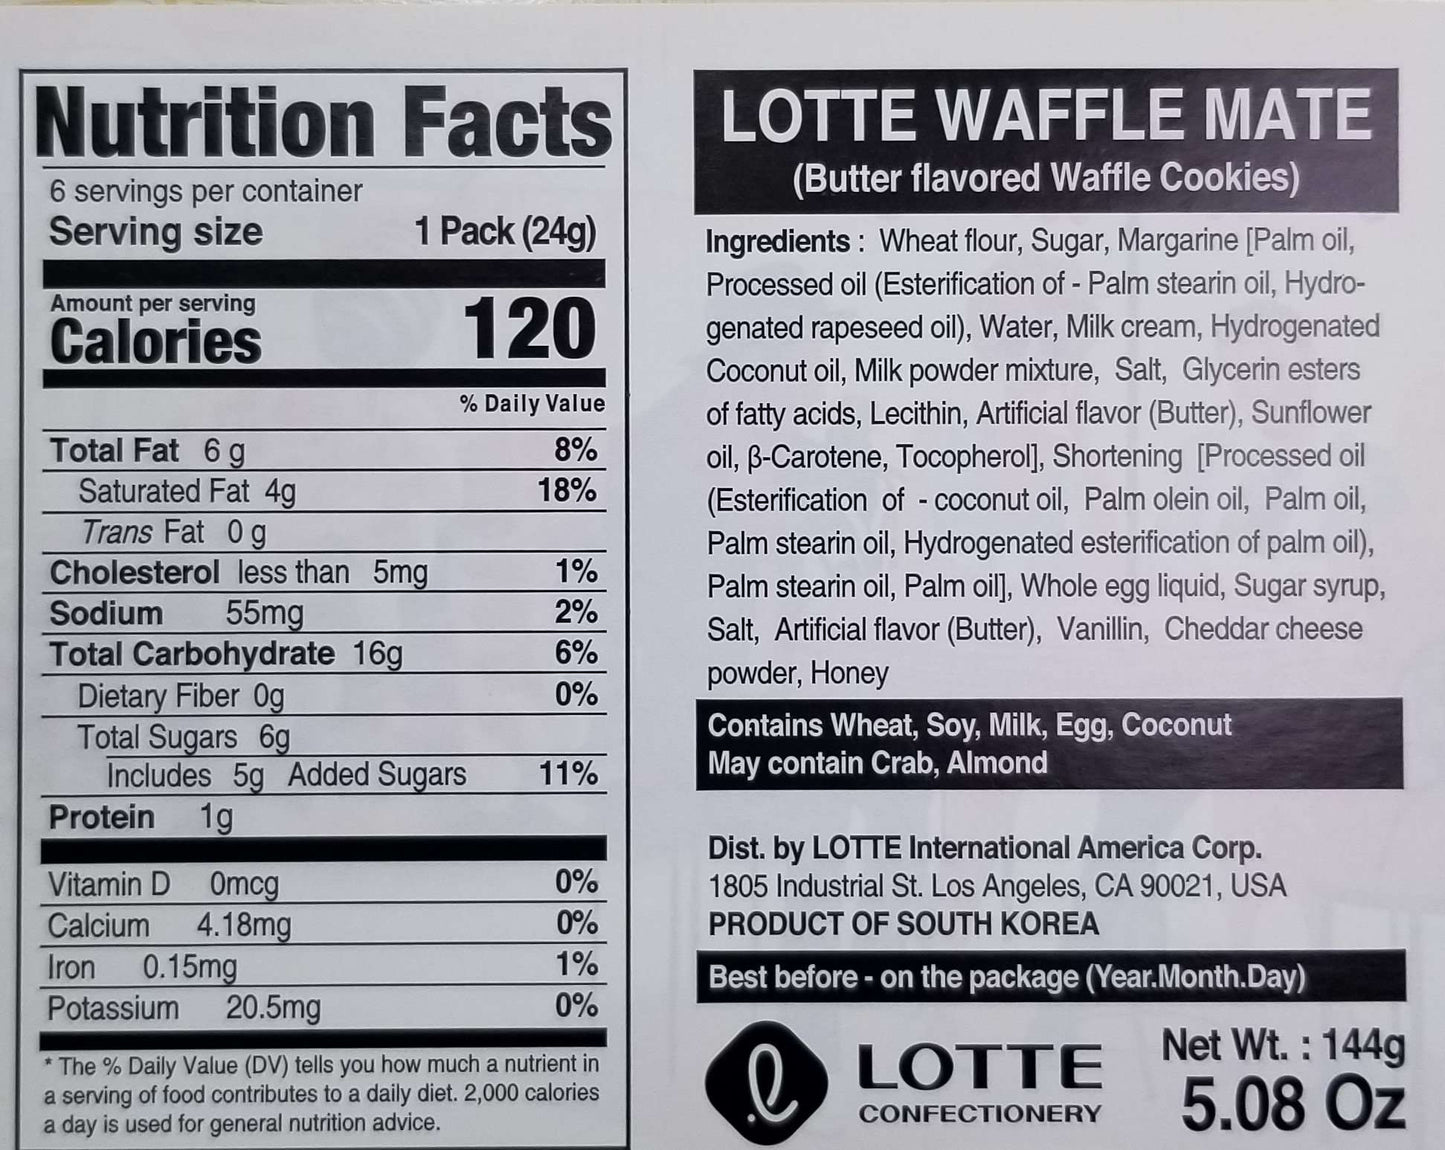 Nutrition Facts
6 servings per container
Serving size 1 Pack (24g)
Amount per serving
Calories 120
% Daily Value
Total Fat 6 g 8%
Saturated Fat 4g 18%
Trans Fat 0 g
Cholesterol less than 5mg 1%
Sodium 55mg 2%
Total Carbohydrate 16g 6%
Dietary Fiber 0g 0%
Total Sugars 6g
Includes 5g Added Sugars 11%
Protein 1g
Vitamin D 0mcg 0%
Calcium 4.18mg 0%
Iron 0.15mg 1%
Potassium 20.5mg 0%
* The % Daily Value (DV) tells you how much a nutrient in
a serving of food contributes to a daily diet. 2,000 calories
a day is used for general nutrition advice.
LOTTE WAFFLE MATE
(Butter flavored Waffle Cookies)
Ingredients : Wheat flour, Sugar, Margarine [Palm oil,
Processed oil (Esterification of - Palm stearin oil, Hydro-
genated rapeseed oil), Water, Milk cream, Hydrogenated
Coconut oil, Milk powder mixture, Salt, Glycerin esters
of fatty acids, Lecithin, Artificial flavor (Butter), Sunflower
oil, β-Carotene, Tocopherol], Shortening [Processed oil
(Esterification of - coconut oil, Palm olein oil, Palm oil,
Palm stearin oil, Hydrogenated esterification of palm oil),
Palm stearin oil, Palm oil], Whole egg liquid, Sugar syrup,
Salt, Artificial flavor (Butter), Vanillin, Cheddar cheese
powder, Honey
Contains Wheat, Soy, Milk, Egg, Coconut
May contain Crab, Almond
Dist. by LOTTE International America Corp.
1805 Industrial St. Los Angeles, CA 90021, USA
PRODUCT OF SOUTH KOREA
Best before - on the package (Year.Month.Day)
LOTTE
CONFECTIONERY
Net Wt. : 144g
5.08 Oz